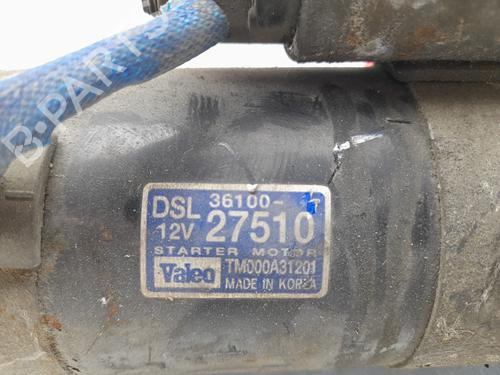 B-PARTS
DSL 36100-
12V 27510
STARTER MOTOR
Valeo TM000A31201
MADE IN KOREA